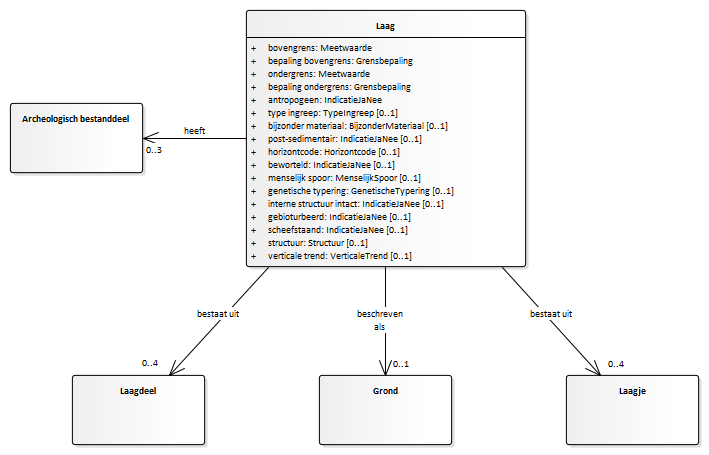 Laag
+ bovengrens: Meetwaarde
+ bepaling bovengrens: Grensbepaling
+ ondergrens: Meetwaarde
+ bepaling ondergrens: Grensbepaling
+ antropogeen: IndicatieJaNee
+ type ingreep: TypeIngreep [0..1]
+ bijzonder materiaal: BijzonderMateriaal [0..1]
+ post-sedimentair: IndicatieJaNee [0..1]
+ horizontcode: Horizontcode [0..1]
+ beworteld: IndicatieJaNee [0..1]
+ menselijk spoor: MenselijkSpoor [0..1]
+ genetische typering: GenetischeTypering [0..1]
+ interne structuur intact: IndicatieJaNee [0..1]
+ gebioturbeerd: IndicatieJaNee [0..1]
+ scheefstaand: IndicatieJaNee [0..1]
+ structuur: Structuur [0..1]
+ verticale trend: VerticaleTrend [0..1]
Archeologisch bestanddeel
heeft
0..3
bestaat uit
beschreven
als
bestaat uit
0..4
0..1
0..4
Laagdeel
Grond
Laagje